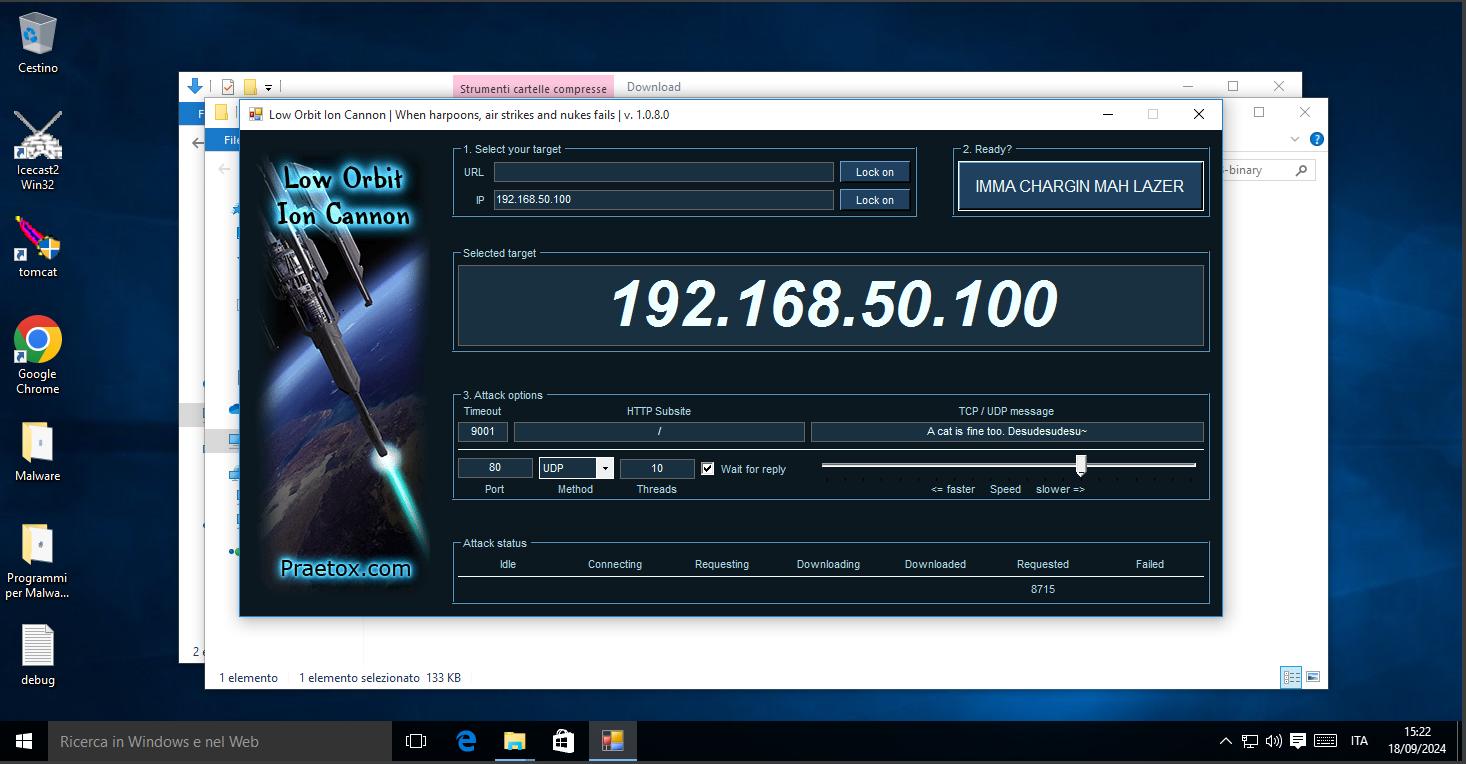 Cestino
Icecast2
Win32
tomcat
Google
Chrome
Malware
Programmi
per Malwa...
debug
Strumenti cartelle compresse
Download
F
File
-binary
Low Orbit Ion Cannon | When harpoons, air strikes and nukes fails | v. 1.0.8.0
Low Orbit
Ion Cannon
Praetox.com
1. Select your target
URL
Lock on
IP
192.168.50.100
Lock on
2. Ready?
IMMA CHARGIN MAH LAZER
Selected target
192.168.50.100
3. Attack options
Timeout
HTTP Subsite
TCP / UDP message
9001
/
A cat is fine too. Desudesudesu~
80
UDP
10
Wait for reply
Port
Method
Threads
<= faster
Speed
slower =>
Attack status
Idle
Connecting
Requesting
Downloading
Downloaded
Requested
Failed
8715
2 e
1 elemento
1 elemento selezionato
133 KB
Ricerca in Windows e nel Web
ITA
15:22
18/09/2024